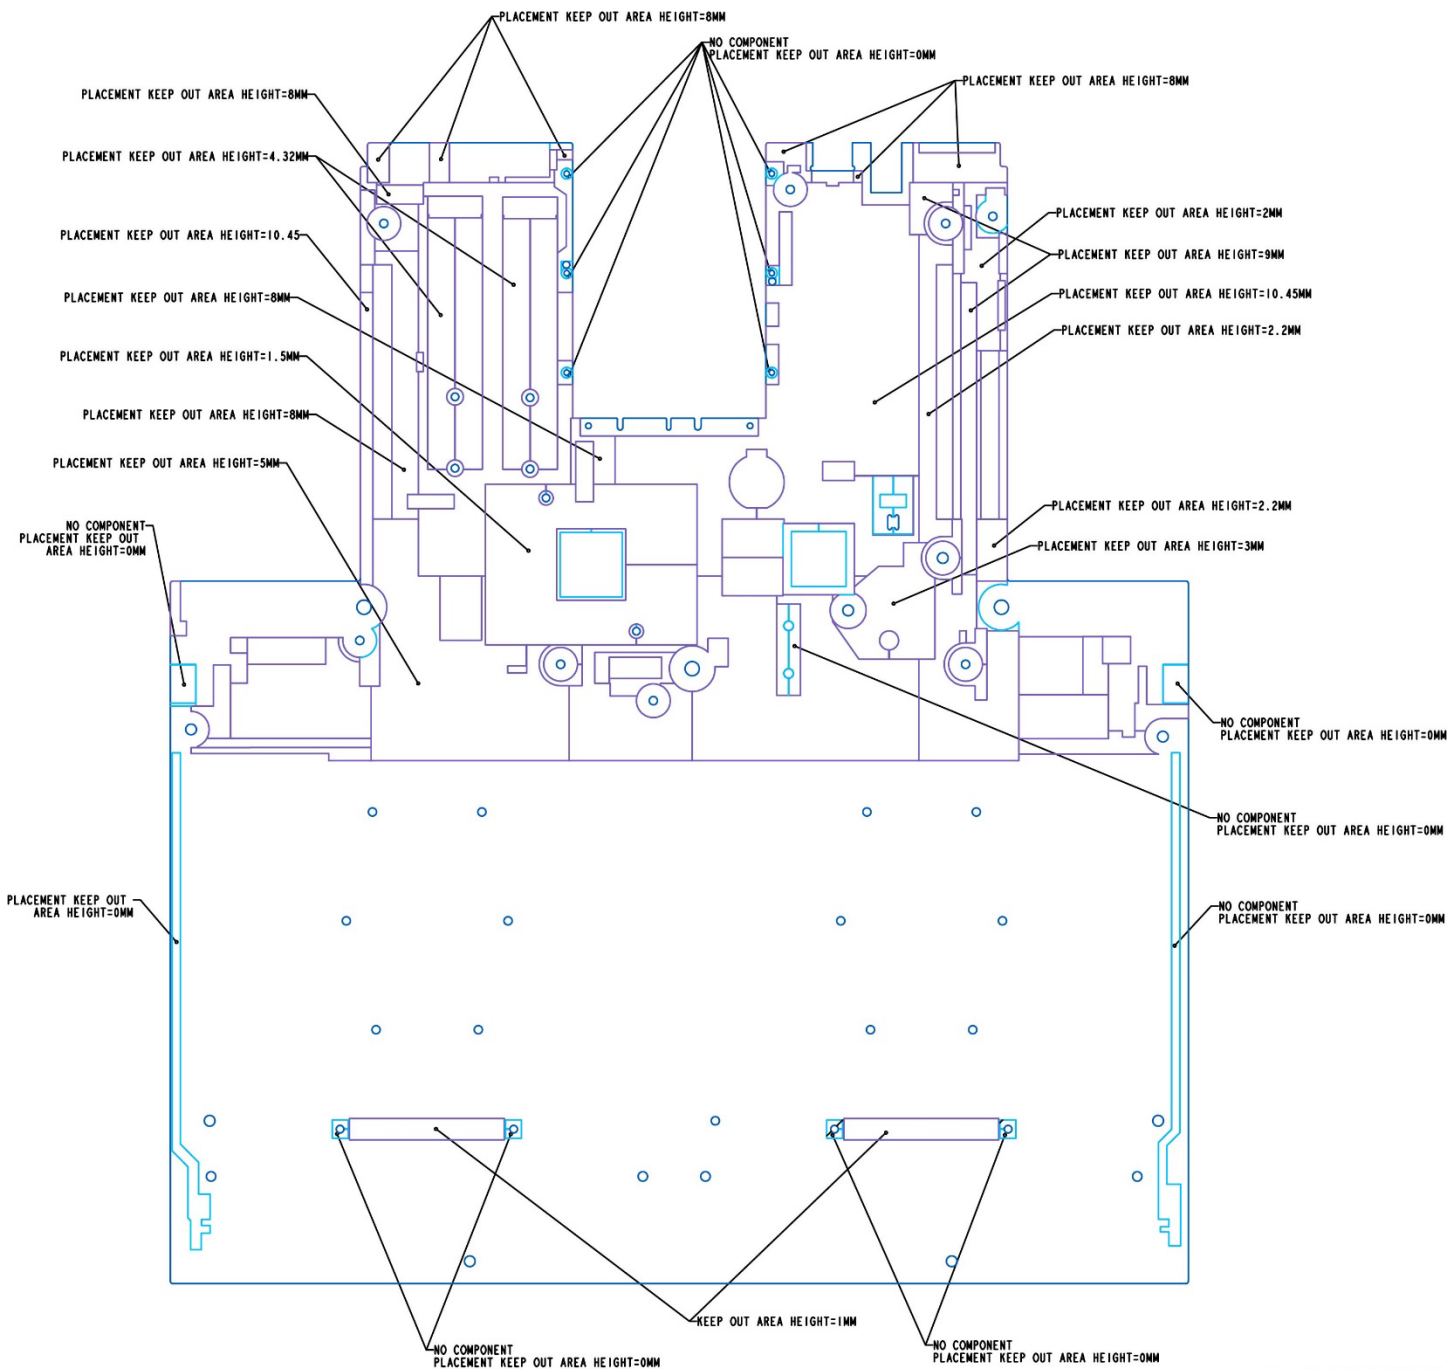 PLACEMENT KEEP OUT AREA HEIGHT=8MM
NO COMPONENT
PLACEMENT KEEP OUT AREA HEIGHT=0MM
PLACEMENT KEEP OUT AREA HEIGHT=8MM
PLACEMENT KEEP OUT AREA HEIGHT=8MM
PLACEMENT KEEP OUT AREA HEIGHT=4.32MM
PLACEMENT KEEP OUT AREA HEIGHT=2MM
PLACEMENT KEEP OUT AREA HEIGHT=10.45
PLACEMENT KEEP OUT AREA HEIGHT=9MM
PLACEMENT KEEP OUT AREA HEIGHT=8MM
PLACEMENT KEEP OUT AREA HEIGHT=10.45MM
PLACEMENT KEEP OUT AREA HEIGHT=2.2MM
PLACEMENT KEEP OUT AREA HEIGHT=1.5MM
PLACEMENT KEEP OUT AREA HEIGHT=8MM
PLACEMENT KEEP OUT AREA HEIGHT=5MM
PLACEMENT KEEP OUT AREA HEIGHT=2.2MM
NO COMPONENT
PLACEMENT KEEP OUT
AREA HEIGHT=0MM
PLACEMENT KEEP OUT AREA HEIGHT=3MM
NO COMPONENT
PLACEMENT KEEP OUT AREA HEIGHT=0MM
NO COMPONENT
PLACEMENT KEEP OUT AREA HEIGHT=0MM
PLACEMENT KEEP OUT
AREA HEIGHT=0MM
NO COMPONENT
PLACEMENT KEEP OUT AREA HEIGHT=0MM
KEEP OUT AREA HEIGHT=1MM
NO COMPONENT
PLACEMENT KEEP OUT AREA HEIGHT=0MM
NO COMPONENT
PLACEMENT KEEP OUT AREA HEIGHT=0MM